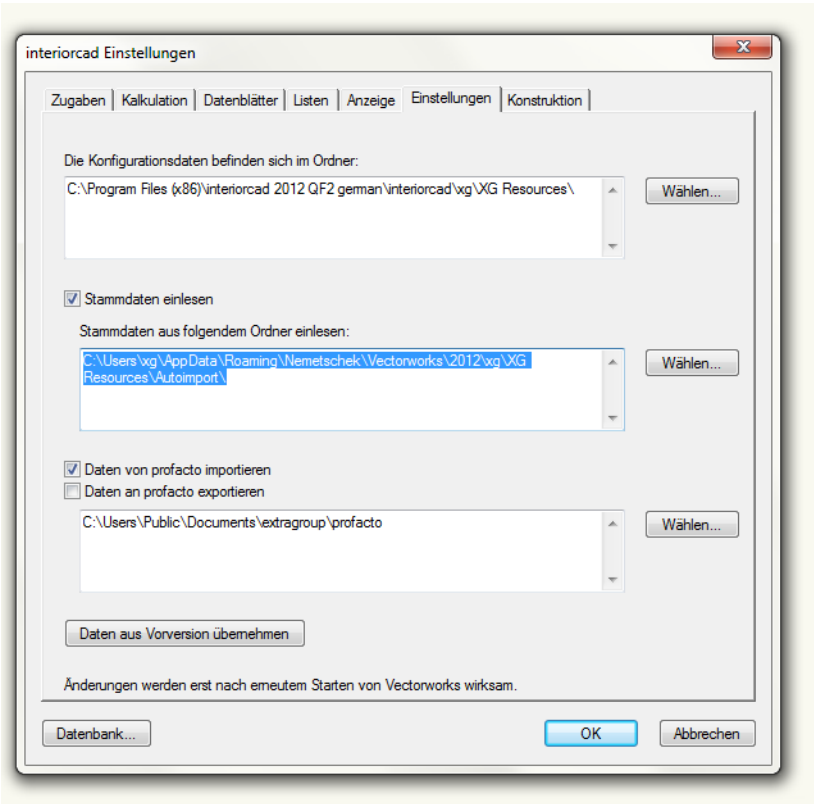 interiorcad Einstellungen
Zugaben Kalkulation Datenblätter Listen Anzeige Einstellungen Konstruktion
Die Konfigurationsdaten befinden sich im Ordner:
C:\Program Files (x86)\interiorcad 2012 QF2 german\interiorcad\xg\XG Resources\
Wählen...
Stammdaten einlesen
Stammdaten aus folgendem Ordner einlesen:
C:\Users\xg\AppData\Roaming\Nemetschek\Vectorworks\2012\xg\XG
Resources\Autoimport\
Wählen...
Daten von profacto importieren
Daten an profacto exportieren
C:\Users\Public\Documents\extragroup\profacto
Wählen...
Daten aus Vorversion übernehmen
Änderungen werden erst nach erneutem Starten von Vectorworks wirksam.
Datenbank... OK Abbrechen